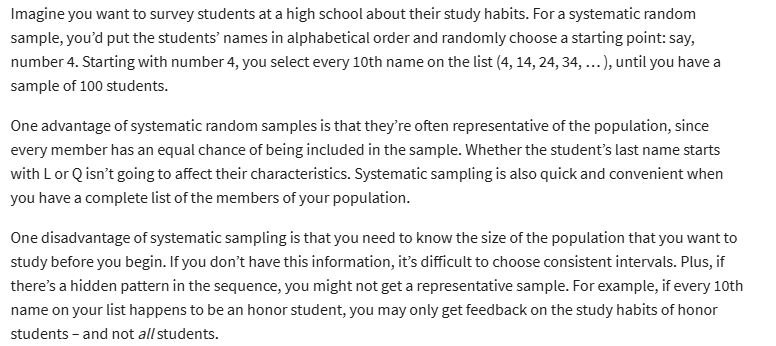 Imagine you want to survey students at a high school about their study habits. For a systematic random
sample, you'd put the students' names in alphabetical order and randomly choose a starting point: say,
number 4. Starting with number 4, you select every 10th name on the list (4, 14, 24, 34, … ), until you have a
sample of 100 students.
One advantage of systematic random samples is that they're often representative of the population, since
every member has an equal chance of being included in the sample. Whether the student's last name starts
with L or Q isn't going to affect their characteristics. Systematic sampling is also quick and convenient when
you have a complete list of the members of your population.
One disadvantage of systematic sampling is that you need to know the size of the population that you want to
study before you begin. If you don't have this information, it's difficult to choose consistent intervals. Plus, if
there's a hidden pattern in the sequence, you might not get a representative sample. For example, if every 10th
name on your list happens to be an honor student, you may only get feedback on the study habits of honor
students – and not all students.